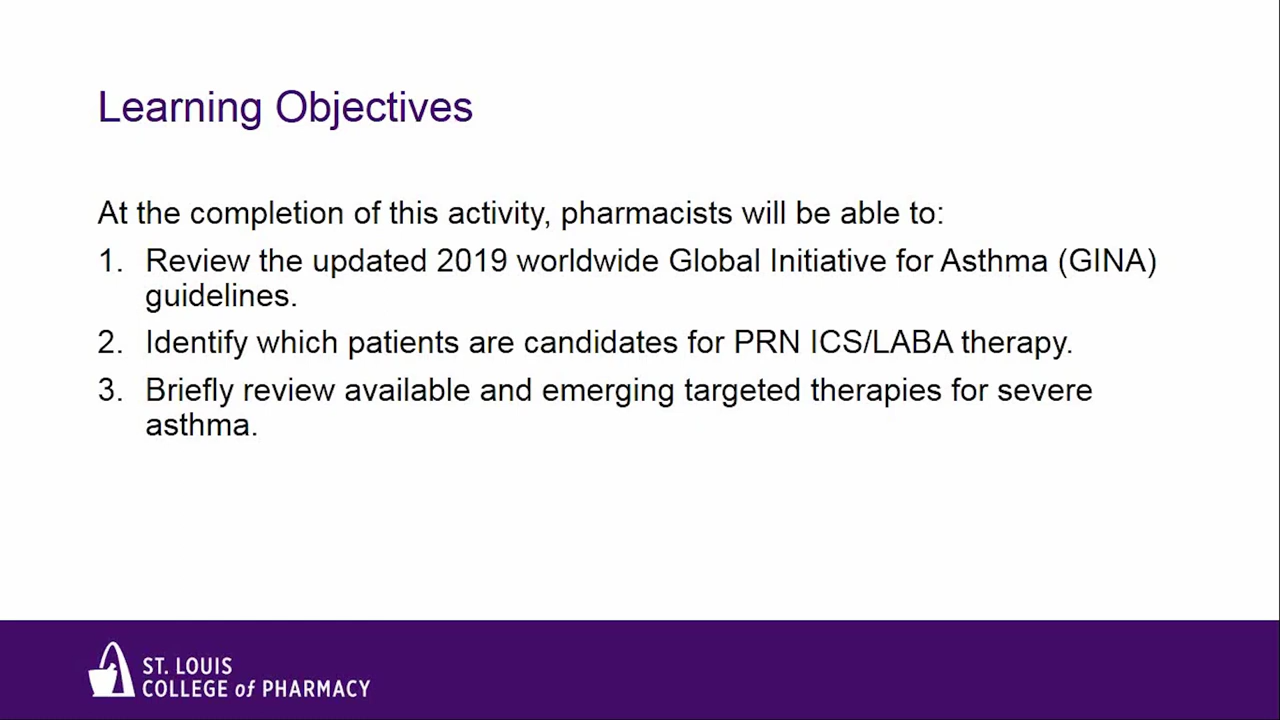 Learning Objectives
At the completion of this activity, pharmacists will be able to:
1. Review the updated 2019 worldwide Global Initiative for Asthma (GINA)
guidelines.
2. Identify which patients are candidates for PRN ICS/LABA therapy.
3. Briefly review available and emerging targeted therapies for severe
asthma.
ST. LOUIS
COLLEGE of PHARMACY